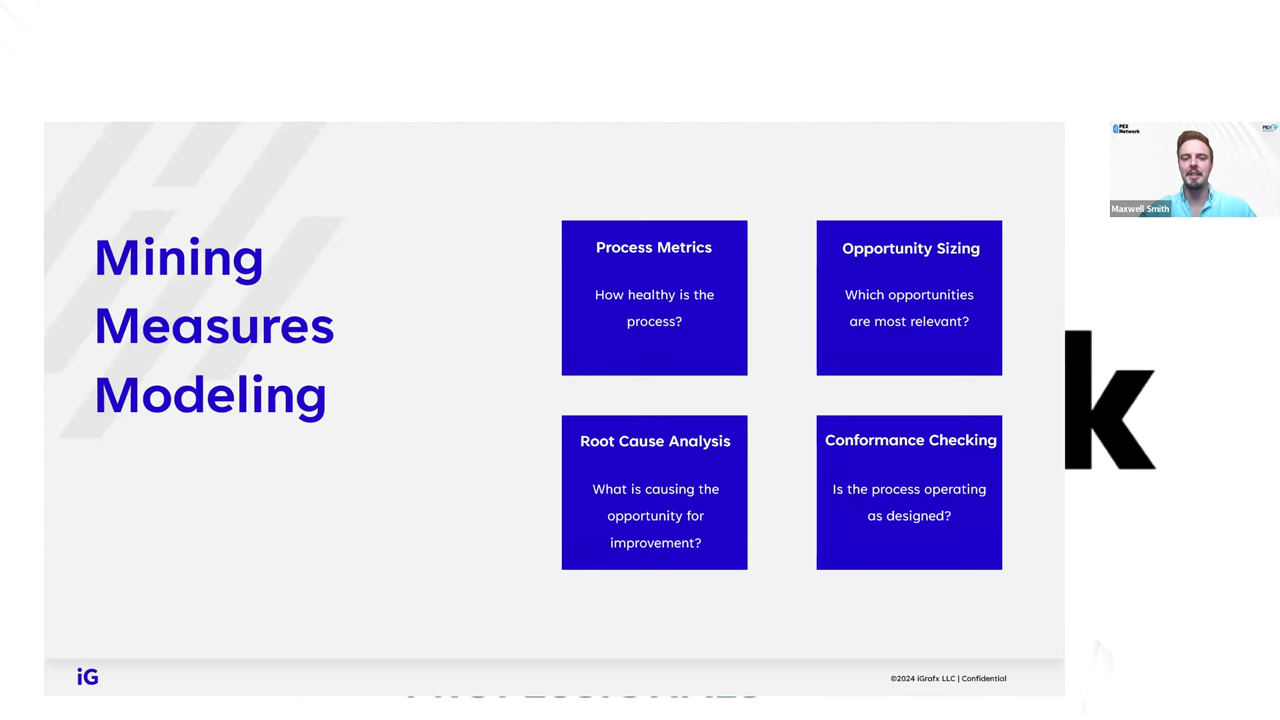 Mining
Measures
Modeling
Process Metrics
How healthy is the
process?
Opportunity Sizing
Which opportunities
are most relevant?
Root Cause Analysis
What is causing the
opportunity for
improvement?
Conformance Checking
Is the process operating
as designed?
iG
©2024 iGrafx LLC | Confidential
PEX
Network
Maxwell Smith
k